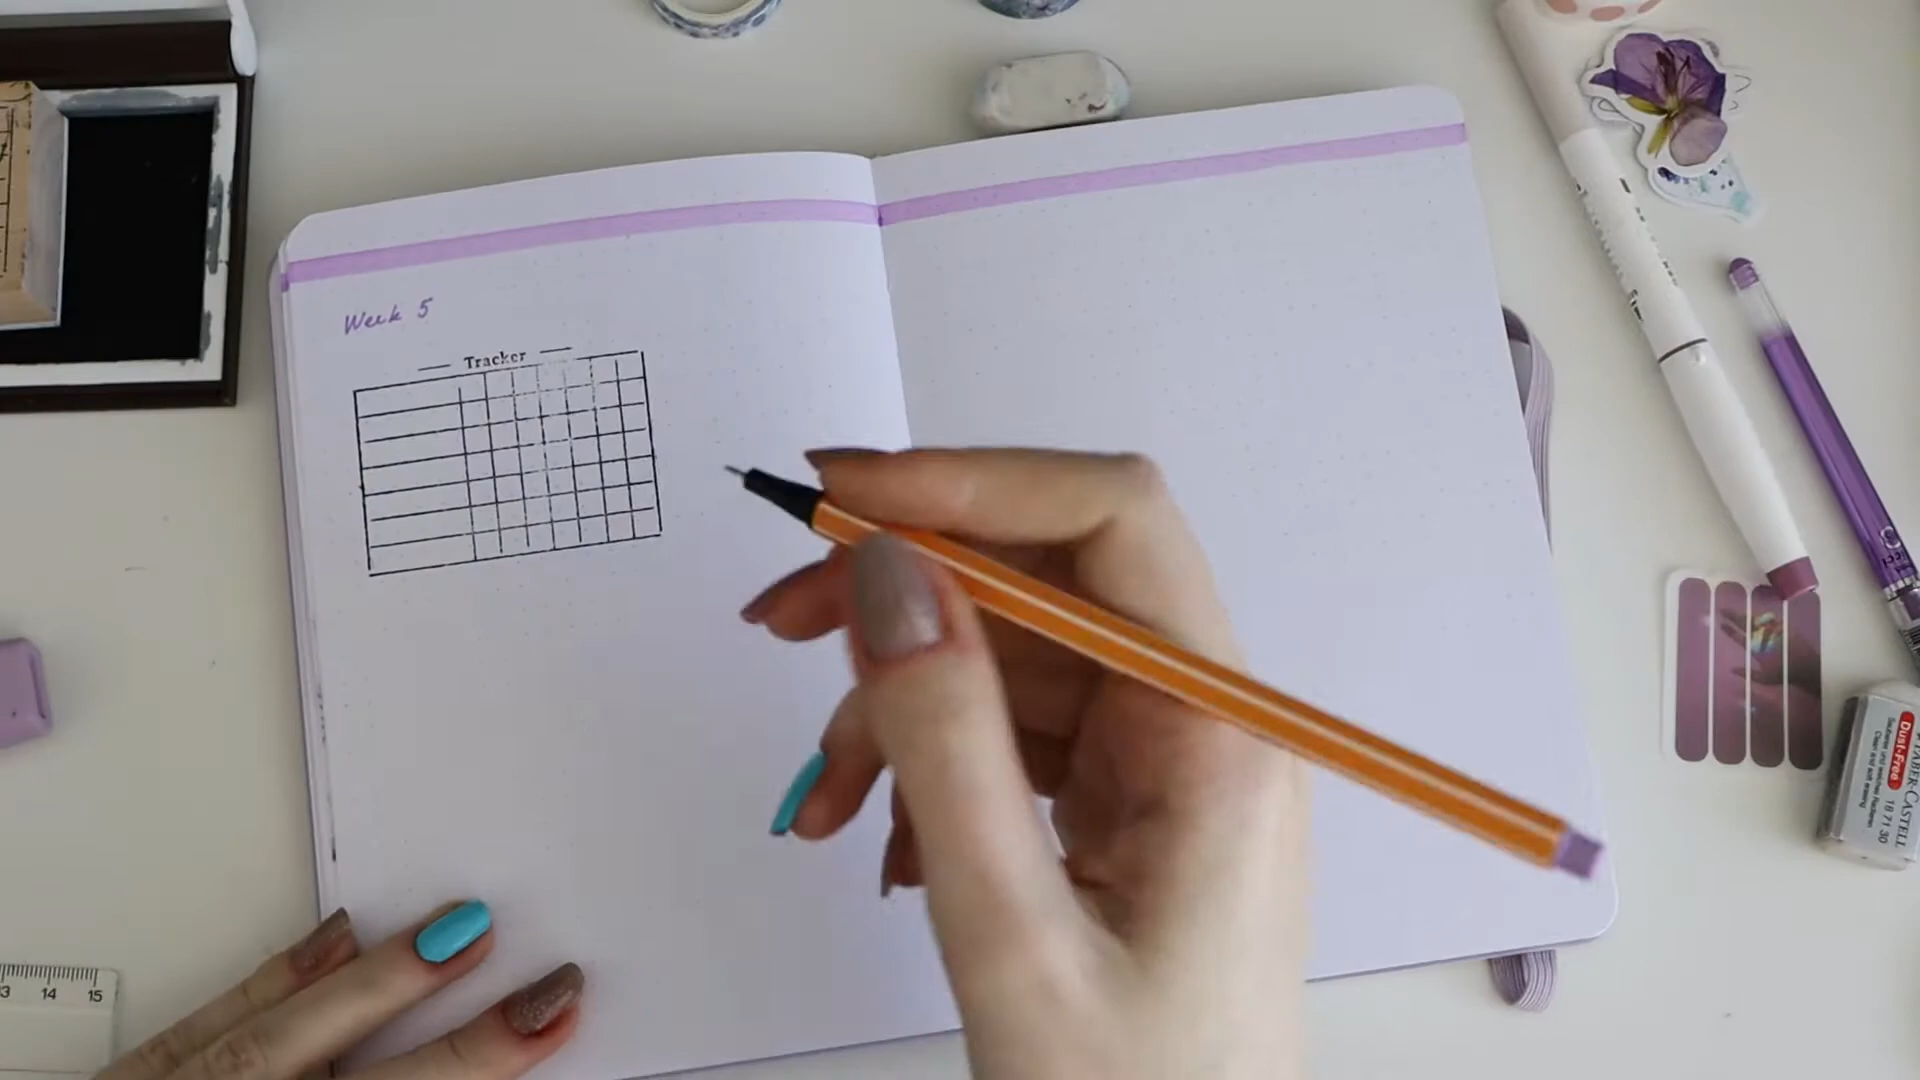 Week 5
Tracker
13 14 15
Dust-Free
FABER-CASTELL
18 71 30